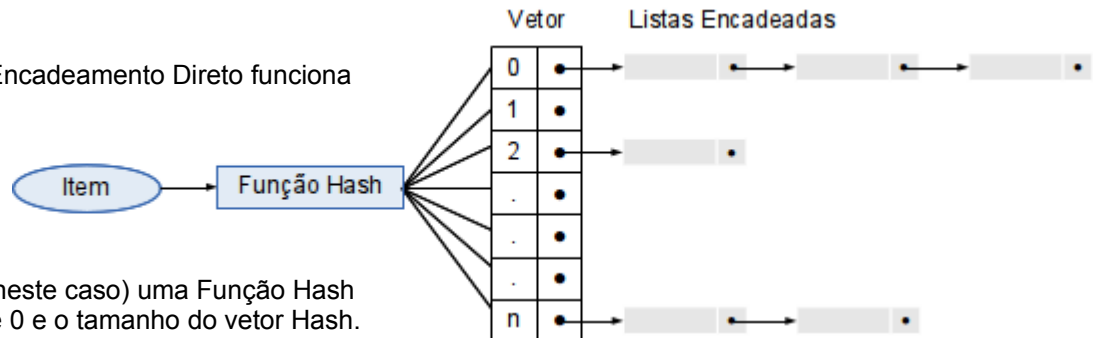 Vetor Listas Encadeadas
Encadeamento Direto funciona
0
1
2
Item Função Hash
.
.
.
neste caso) uma Função Hash
e 0 e o tamanho do vetor Hash.
n